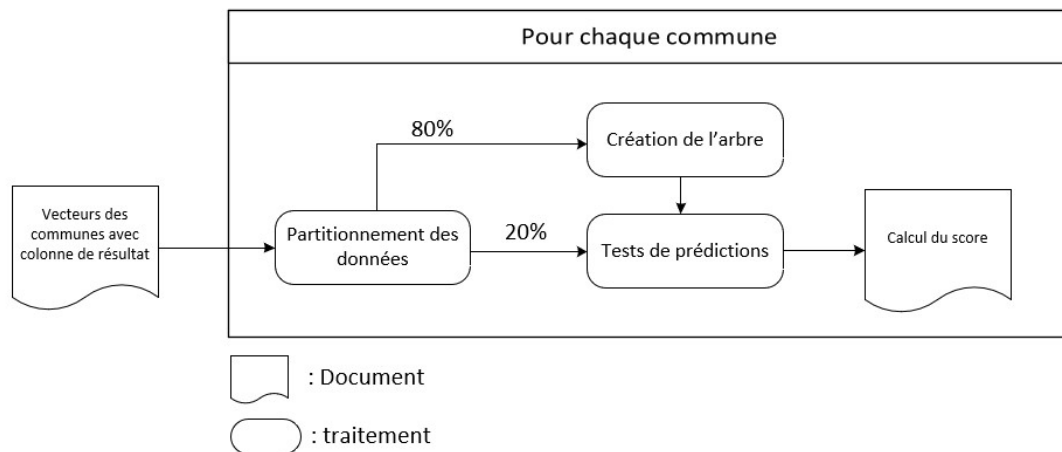 Pour chaque commune
80%
Création de l'arbre
Vecteurs des
communes avec
colonne de résultat
Partitionnement des
données
20%
Tests de prédictions
Calcul du score
: Document
: traitement